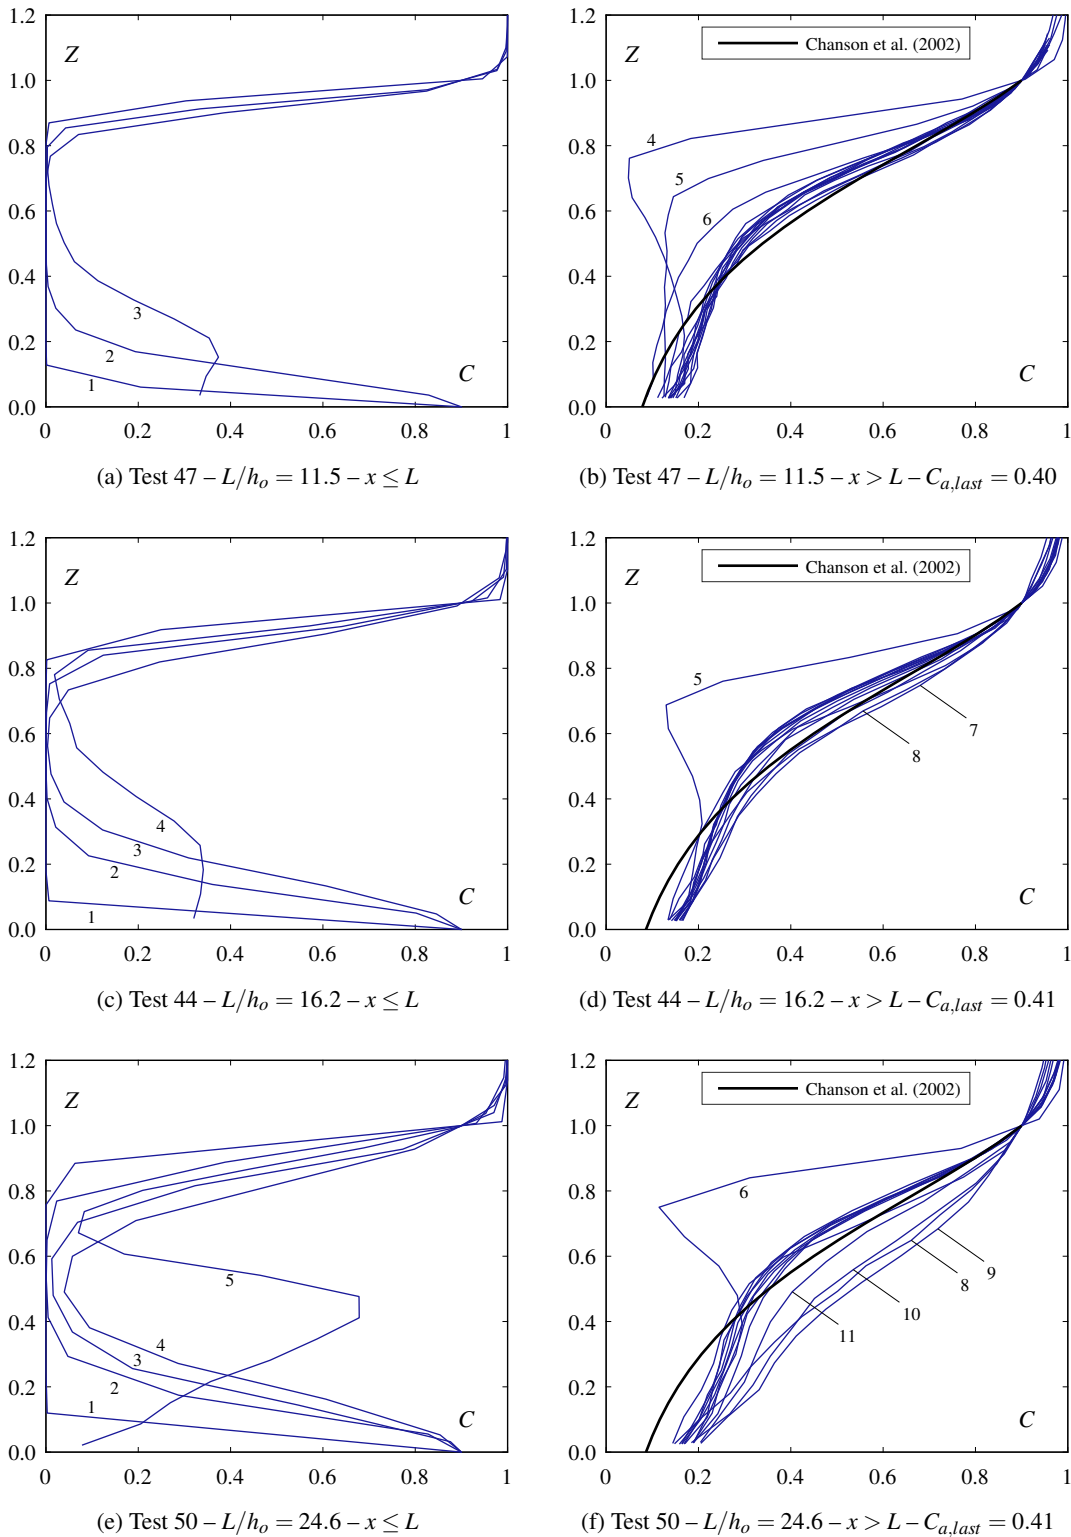 1.2
1.0
0.8
0.6
0.4
0.2
0.0
Z
3
2
1
C
0 0.2 0.4 0.6 0.8 1
(a) Test 47 – L/h_o = 11.5 – x ≤ L
1.2
1.0
0.8
0.6
0.4
0.2
0.0
Z
Chanson et al. (2002)
4
5
6
C
0 0.2 0.4 0.6 0.8 1
(b) Test 47 – L/h_o = 11.5 – x > L – C_{a,last} = 0.40
1.2
1.0
0.8
0.6
0.4
0.2
0.0
Z
4
3
2
1
C
0 0.2 0.4 0.6 0.8 1
(c) Test 44 – L/h_o = 16.2 – x ≤ L
1.2
1.0
0.8
0.6
0.4
0.2
0.0
Z
Chanson et al. (2002)
5
7
8
C
0 0.2 0.4 0.6 0.8 1
(d) Test 44 – L/h_o = 16.2 – x > L – C_{a,last} = 0.41
1.2
1.0
0.8
0.6
0.4
0.2
0.0
Z
5
4
3
2
1
C
0 0.2 0.4 0.6 0.8 1
(e) Test 50 – L/h_o = 24.6 – x ≤ L
1.2
1.0
0.8
0.6
0.4
0.2
0.0
Z
Chanson et al. (2002)
6
9
8
10
11
C
0 0.2 0.4 0.6 0.8 1
(f) Test 50 – L/h_o = 24.6 – x > L – C_{a,last} = 0.41